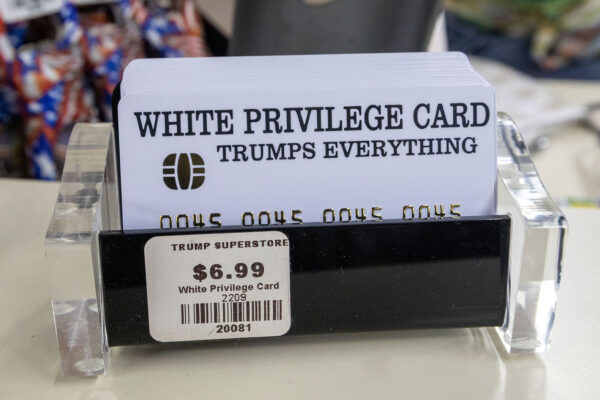 WHITE PRIVILEGE CARD
TRUMPS EVERYTHING
0045 0045 0045 0045
TRUMP SUPERSTORE
$6.99
White Privilege Card
2209
20081